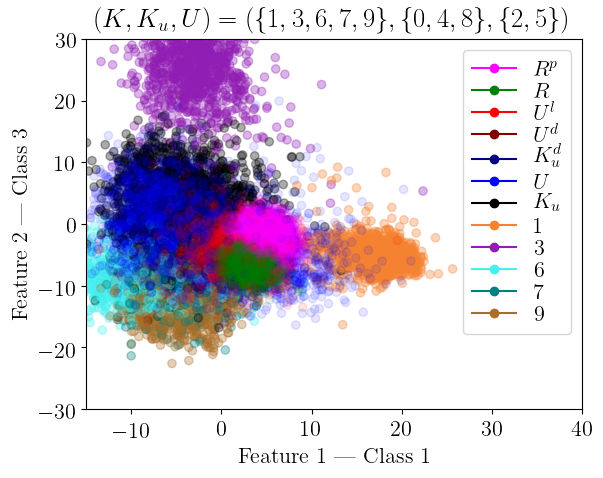 (K, K_u, U) = ({1, 3, 6, 7, 9}, {0, 4, 8}, {2, 5})
30
20
10
0
−10
−20
−30
Feature 2 — Class 3
−10
0
10
20
30
40
Feature 1 — Class 1
R^p
R
U^l
U^d
K_u^d
U
K_u
1
3
6
7
9